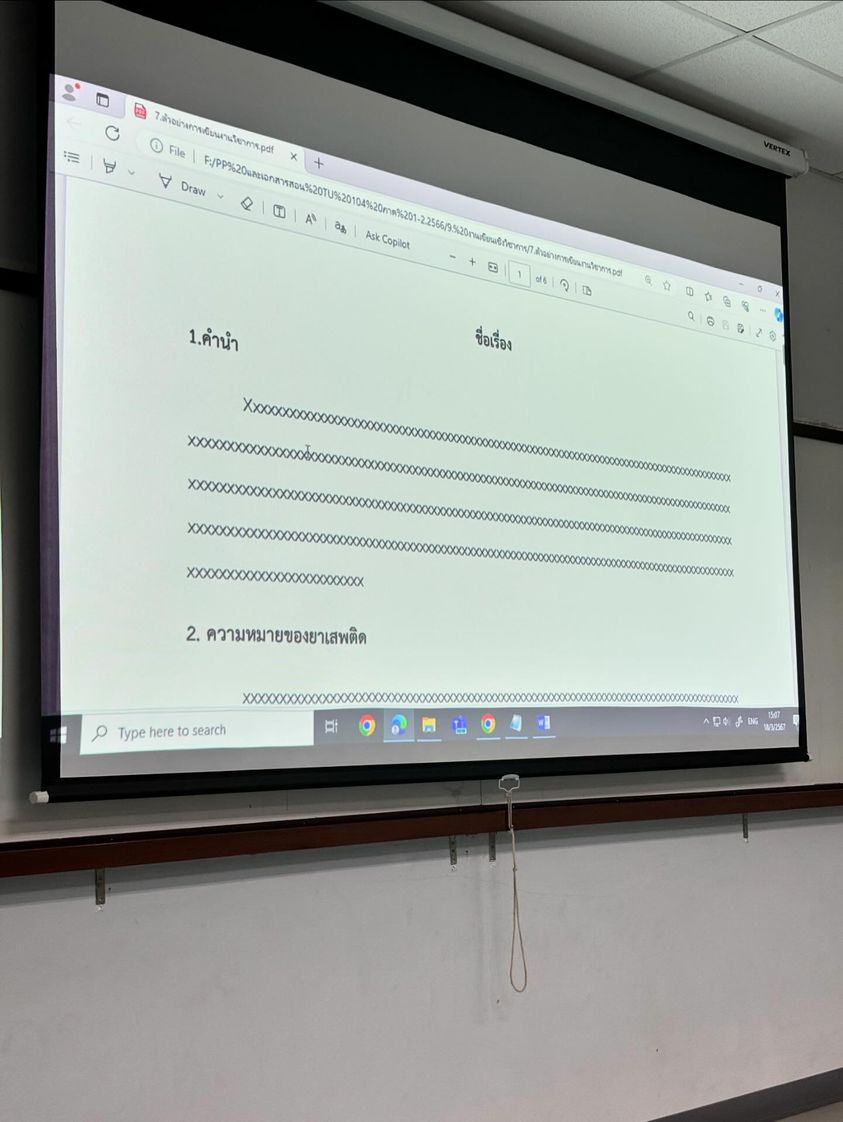 VERTEX
7.ตัวอย่างการเขียนงานวิชาการ.pdf
File F:/PP%20และเอกสารสอน%20TU%20104%20ภาค%201-2.2566/9.%20งานเขียนเชิงวิชาการ/7.ตัวอย่างการเขียนงานวิชาการ.pdf
Draw
Ask Copilot
1 of 6
1.คำนำ ชื่อเรื่อง
2. ความหมายของยาเสพติด
Type here to search
ENG
15:07
18/3/2567